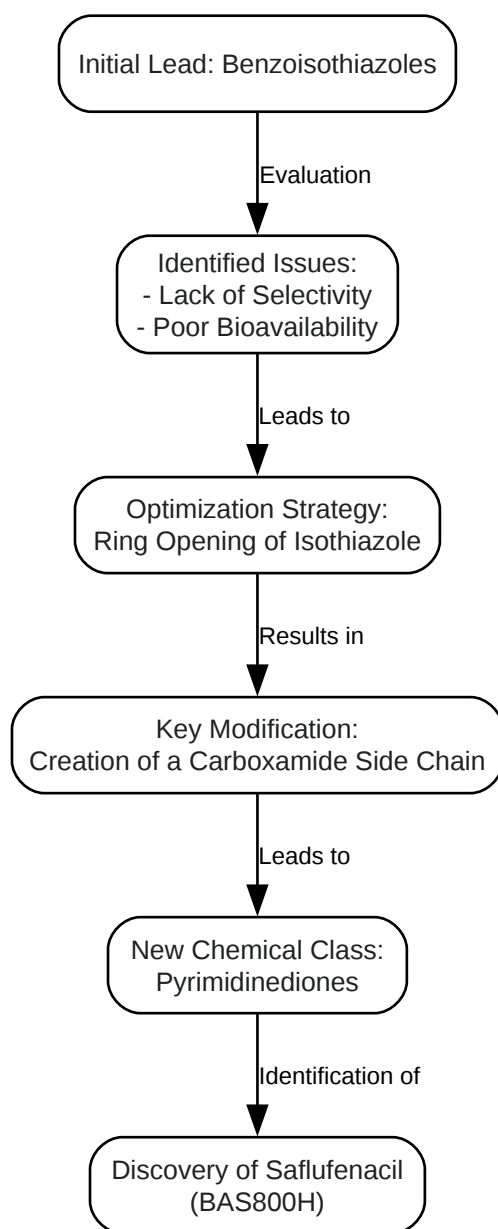 Initial Lead: Benzoisothiazoles
Evaluation
Identified Issues:
- Lack of Selectivity
- Poor Bioavailability
Leads to
Optimization Strategy:
Ring Opening of Isothiazole
Results in
Key Modification:
Creation of a Carboxamide Side Chain
Leads to
New Chemical Class:
Pyrimidinediones
Identification of
Discovery of Saflufenacil
(BAS800H)